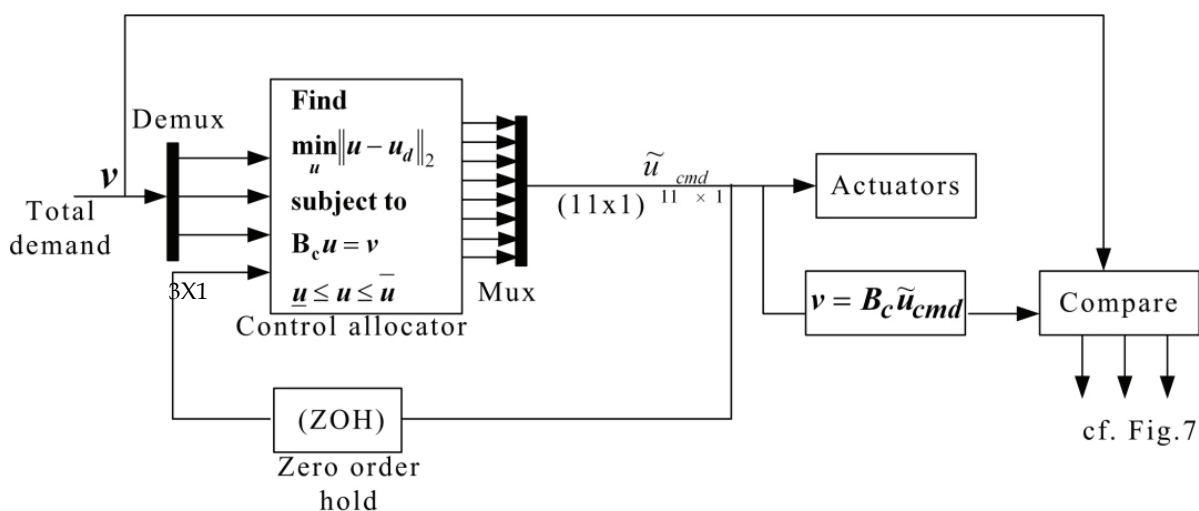 Demux
v
Total
demand
3X1
Find
min‖u − u_d‖₂
u
subject to
B_c u = v
u̲ ≤ u ≤ u̅
Control allocator
Mux
ũ_cmd
(11x1) 11 × 1
Actuators
v = B_c ũ_cmd
Compare
cf. Fig.7
(ZOH)
Zero order
hold